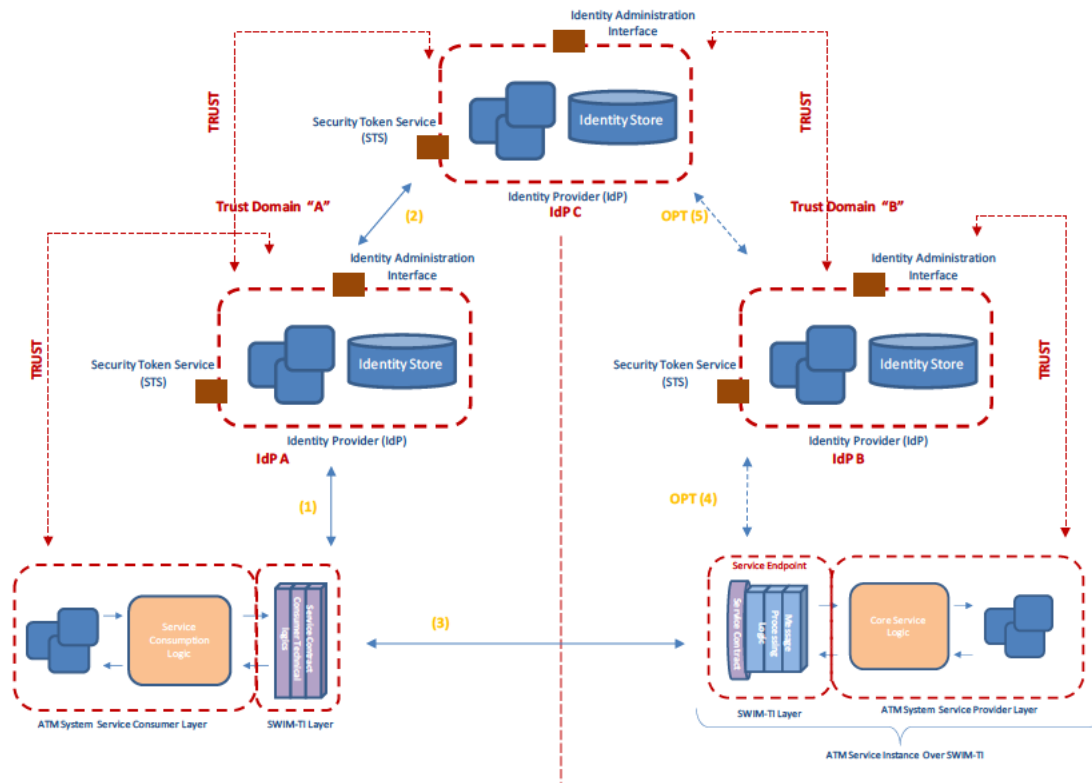 Identity Administration
Interface
TRUST
TRUST
Identity Store
Security Token Service
(STS)
Identity Provider (IdP)
IdP C
Trust Domain "A"
(2)
OPT (5)
Trust Domain "B"
Identity Administration
Interface
Identity Administration
Interface
TRUST
TRUST
Security Token Service
(STS)
Identity Store
Security Token Service
(STS)
Identity Store
Identity Provider (IdP)
IdP A
Identity Provider (IdP)
IdP B
(1)
OPT (4)
Service
Consumption
Logic
Service Contract
Consumer Technical
logics
(3)
Service Endpoint
Service Contract
Message
Processing
Logic
Core Service
Logic
ATM System Service Consumer Layer
SWIM-TI Layer
SWIM-TI Layer
ATM System Service Provider Layer
ATM Service Instance Over SWIM-TI